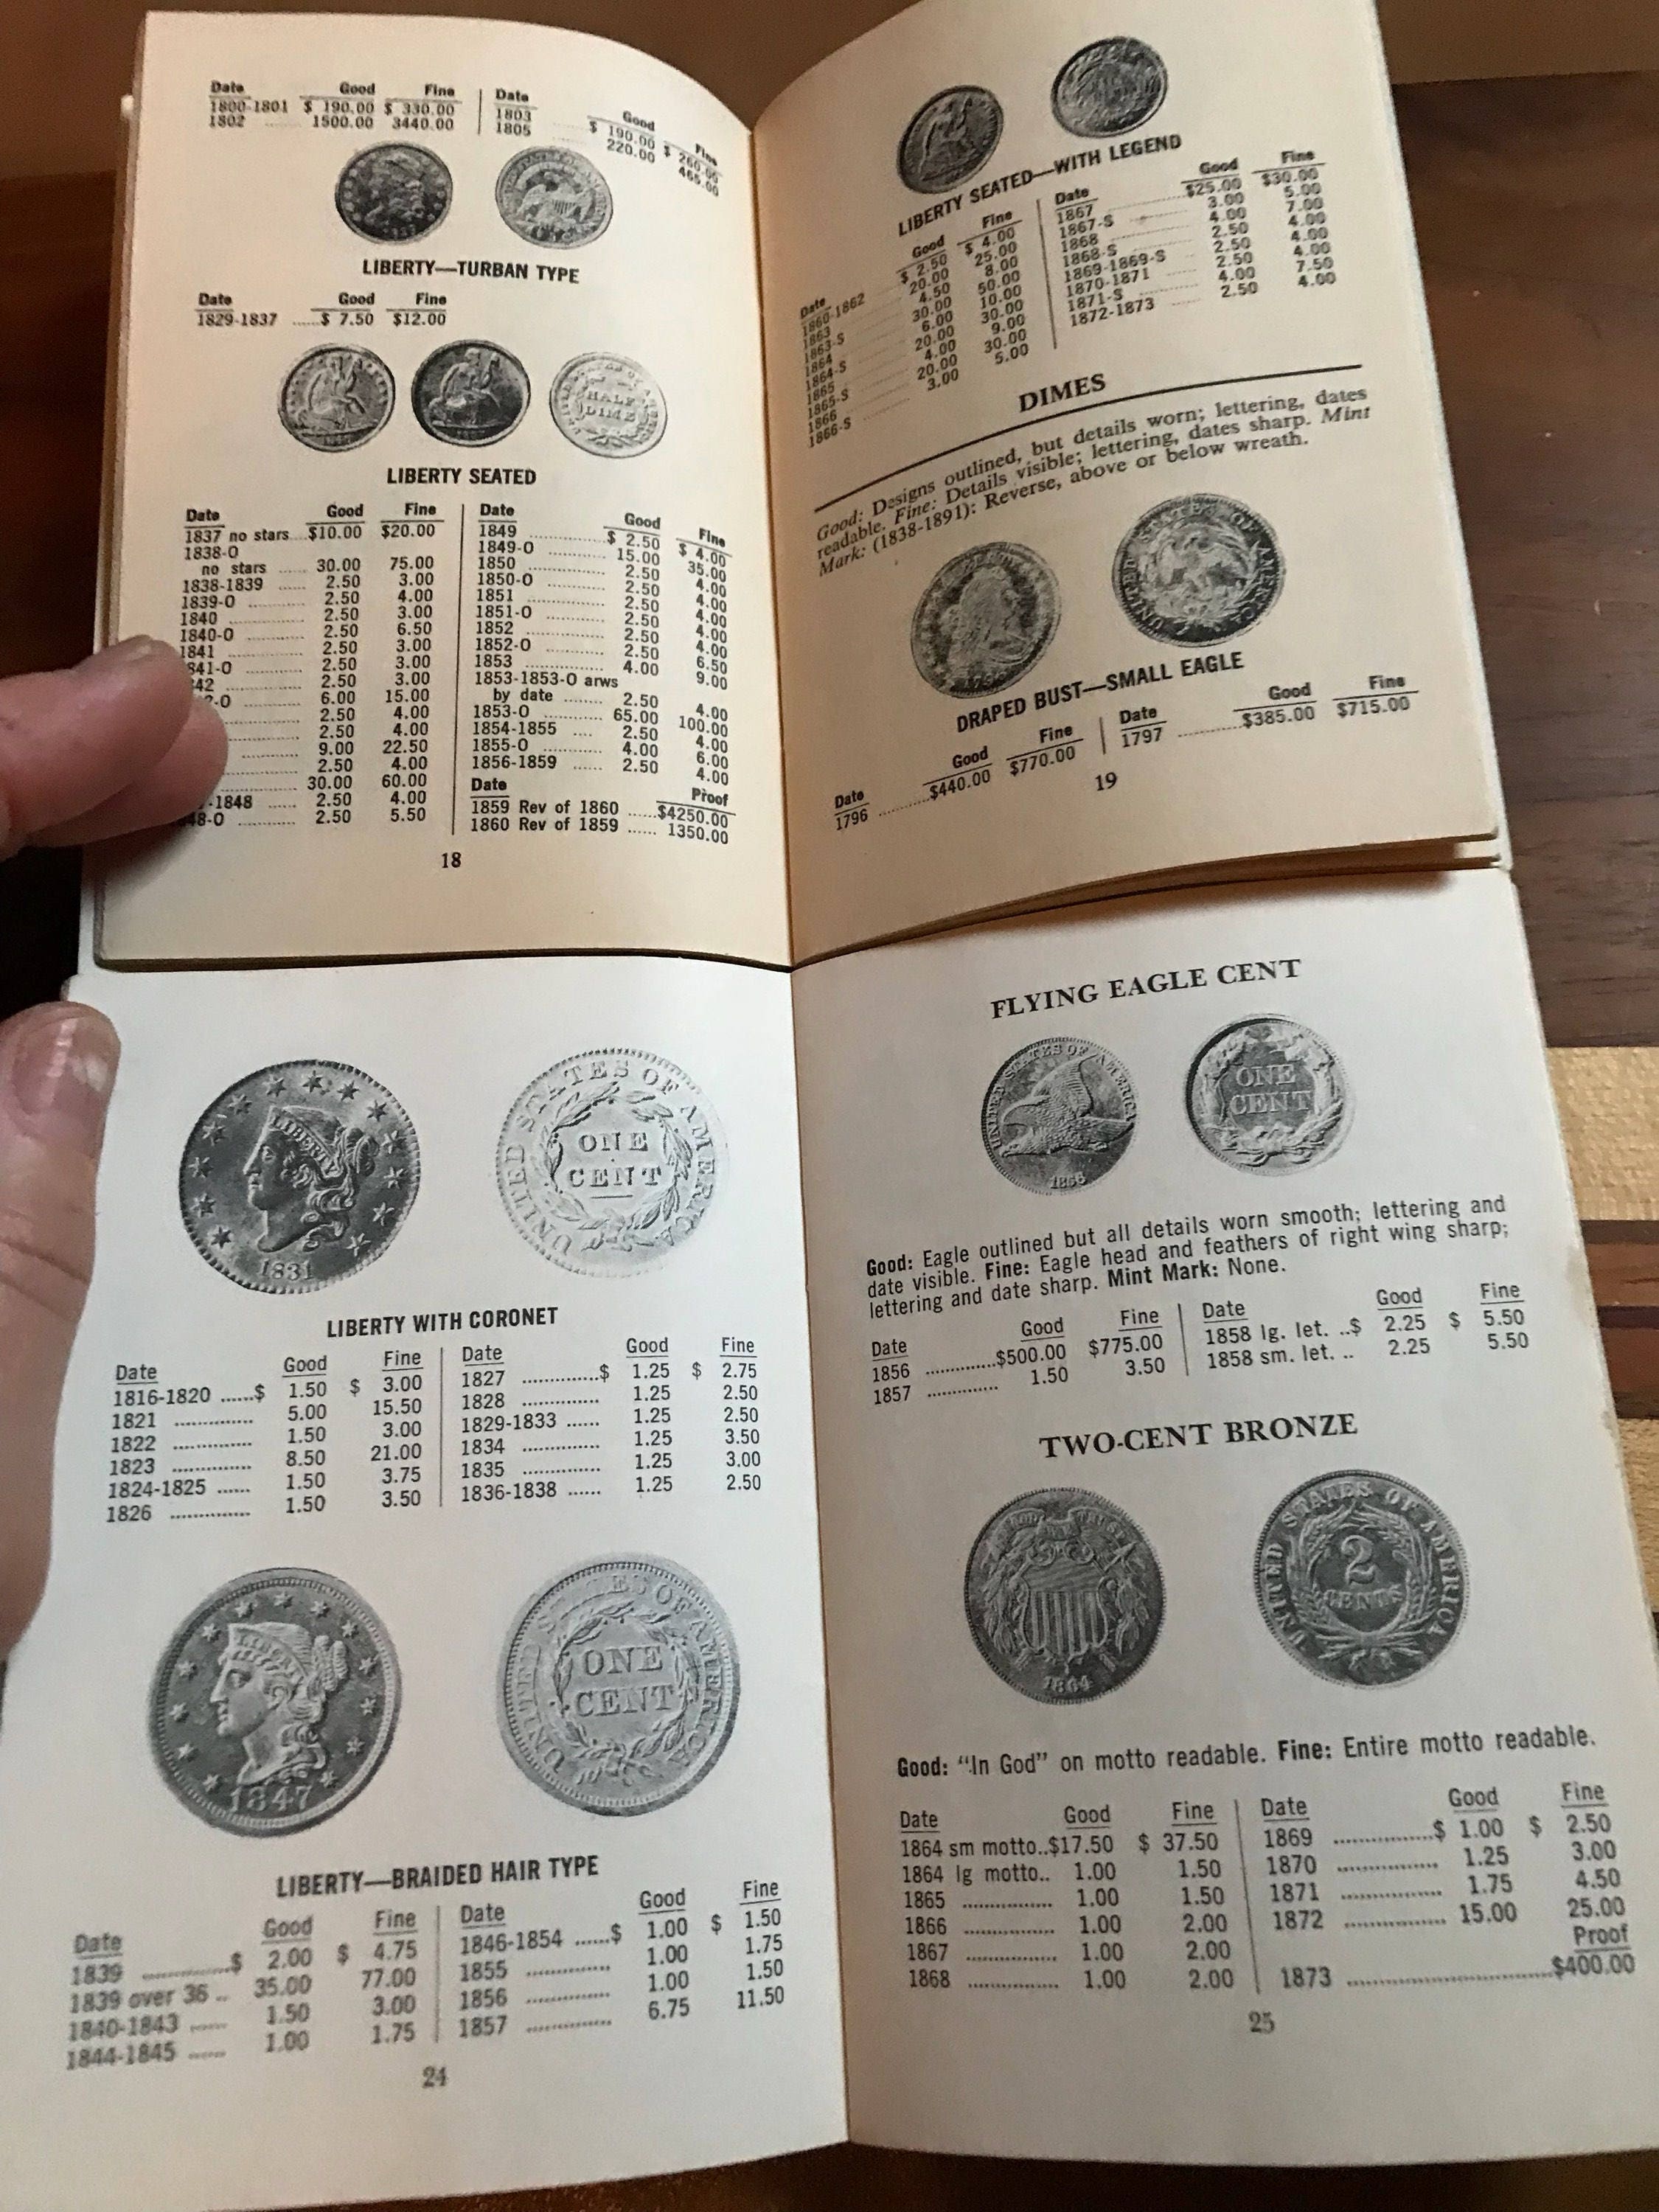 Date Good Fine
1800-1801 $ 190.00 $ 330.00
1802 ...... 1500.00 3440.00
Date Good Fine
1803 ...... $ 190.00 $ 260.00
1805 ...... 220.00 465.00
LIBERTY—TURBAN TYPE
Date Good Fine
1829-1837 ......$ 7.50 $12.00
HALF
DIME
LIBERTY SEATED
Date Good Fine
1837 no stars...$10.00 $20.00
1838-O
no stars ...... 30.00 75.00
1838-1839 ...... 2.50 3.00
1839-O ............ 2.50 4.00
1840 ............ 2.50 3.00
1840-O ............ 2.50 6.50
1841 ............ 2.50 3.00
841-O ............ 2.50 3.00
42 ............ 2.50 3.00
-O ............ 6.00 15.00
2.50 4.00
2.50 4.00
9.00 22.50
2.50 4.00
30.00 60.00
-1848 ...... 2.50 4.00
48-O ............ 2.50 5.50
Date Good Fine
1849 ............ $ 2.50 $ 4.00
1849-O ............ 15.00 35.00
1850 ............ 2.50 4.00
1850-O ............ 2.50 4.00
1851 ............ 2.50 4.00
1851-O ............ 2.50 4.00
1852 ............ 2.50 4.00
1852-O ............ 2.50 6.50
1853 ............ 4.00 9.00
1853-1853-O arws
by date ........ 2.50 4.00
1853-O ............ 65.00 100.00
1854-1855 .... 2.50 4.00
1855-O ............ 4.00 6.00
1856-1859 ...... 2.50 4.00
Date Proof
1859 Rev of 1860 ......$4250.00
1860 Rev of 1859 ...... 1350.00
18
LIBERTY SEATED—WITH LEGEND
Date Good Fine
1860-1862 $ 2.50 $ 4.00
1863 ...... 20.00 25.00
1863-S ...... 4.50 8.00
1864 ...... 30.00 50.00
1864-S ...... 6.00 10.00
1865 ...... 20.00 30.00
1865-S ...... 4.00 9.00
1866 ...... 20.00 30.00
1866-S ...... 3.00 5.00
Date Good Fine
1867 ............ $25.00 $30.00
1867-S ...... 3.00 5.00
1868 ............ 4.00 7.00
1868-S ............ 2.50 4.00
1869-1869-S ...... 2.50 4.00
1870-1871 ...... 2.50 4.00
1871-S ............ 4.00 7.50
1872-1873 ...... 2.50 4.00
DIMES
Good: Designs outlined, but details worn; lettering, dates
readable. Fine: Details visible; lettering, dates sharp. Mint
Mark: (1838-1891): Reverse, above or below wreath.
DRAPED BUST—SMALL EAGLE
Date Good Fine
1796 ............$440.00 $770.00
Date Good Fine
1797 ............$385.00 $715.00
19
LIBERTY
1831
UNITED STATES OF AMERICA
ONE
CENT
LIBERTY WITH CORONET
Date Good Fine
1816-1820 ......$ 1.50 $ 3.00
1821 ............. 5.00 15.50
1822 ............. 1.50 3.00
1823 ............. 8.50 21.00
1824-1825 ...... 1.50 3.75
1826 ............. 1.50 3.50
Date Good Fine
1827 .............$ 1.25 $ 2.75
1828 ............. 1.25 2.50
1829-1833 ...... 1.25 2.50
1834 ............. 1.25 3.50
1835 ............. 1.25 3.00
1836-1838 ...... 1.25 2.50
LIBERTY
1847
UNITED STATES OF AMERICA
ONE
CENT
LIBERTY—BRAIDED HAIR TYPE
Date Good Fine
1839 .............$ 2.00 $ 4.75
1839 over 36 .. 35.00 77.00
1840-1843 ...... 1.50 3.00
1844-1845 ...... 1.00 1.75
Date Good Fine
1846-1854 ......$ 1.00 $ 1.50
1855 ............. 1.00 1.75
1856 ............. 1.00 1.50
1857 ............. 6.75 11.50
24
FLYING EAGLE CENT
UNITED STATES OF AMERICA
ONE
CENT
Good: Eagle outlined but all details worn smooth; lettering and
date visible. Fine: Eagle head and feathers of right wing sharp;
lettering and date sharp. Mint Mark: None.
Date Good Fine
1856 .............$500.00 $775.00
1857 ............. 1.50 3.50
Date Good Fine
1858 lg. let. ..$ 2.25 $ 5.50
1858 sm. let. .. 2.25 5.50
TWO-CENT BRONZE
1864
UNITED STATES OF AMERICA
2
CENTS
Good: "In God" on motto readable. Fine: Entire motto readable.
Date Good Fine
1864 sm motto..$17.50 $ 37.50
1864 lg motto.. 1.00 1.50
1865 ............... 1.00 1.50
1866 ............... 1.00 2.00
1867 ............... 1.00 2.00
1868 ............... 1.00 2.00
Date Good Fine
1869 ................$ 1.00 $ 2.50
1870 ................ 1.25 3.00
1871 ................ 1.75 4.50
1872 ................ 15.00 25.00
Proof
1873 .................................$400.00
25